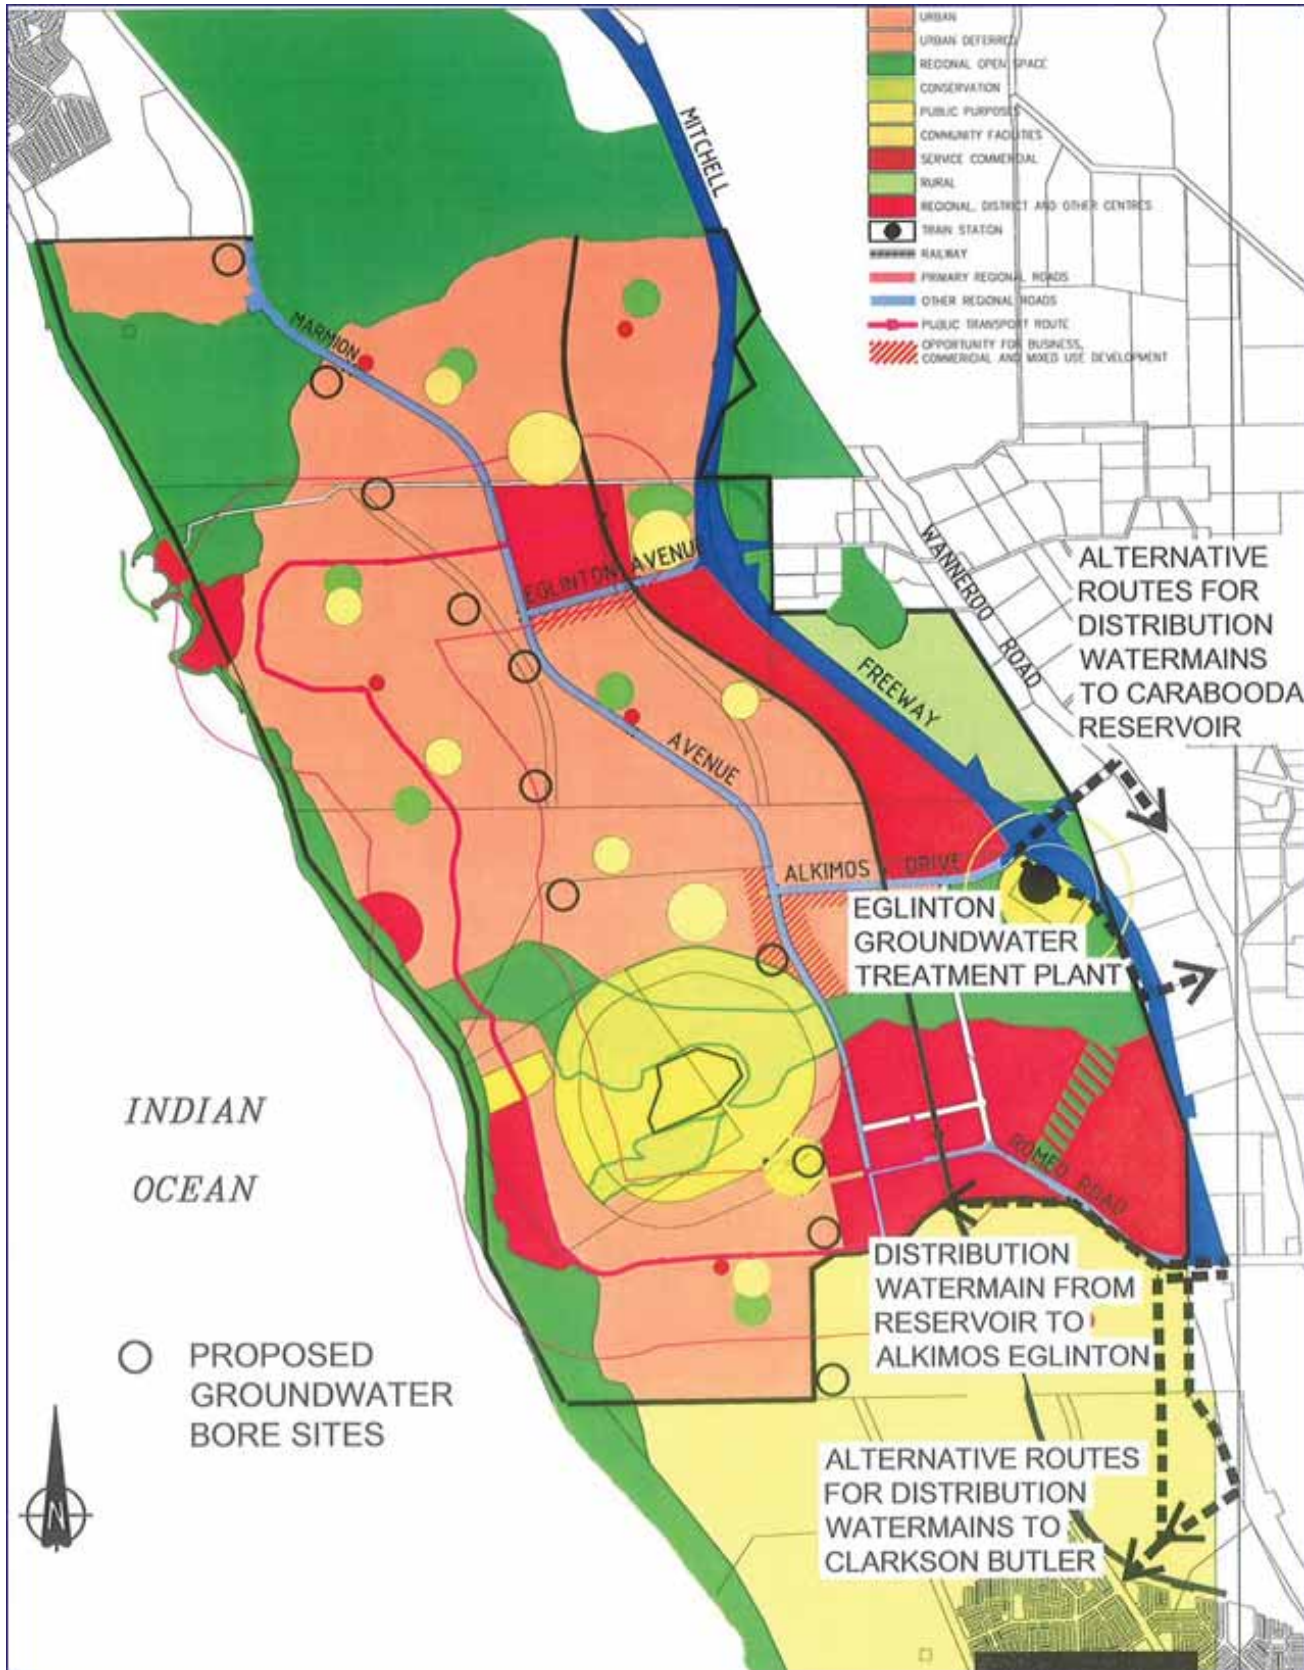 URBAN
URBAN DEFERRED
REGIONAL OPEN SPACE
CONSERVATION
PUBLIC PURPOSES
COMMUNITY FACILITIES
SERVICE COMMERCIAL
RURAL
REGIONAL, DISTRICT AND OTHER CENTRES
TRAIN STATION
RAILWAY
PRIMARY REGIONAL ROADS
OTHER REGIONAL ROADS
PUBLIC TRANSPORT ROUTE
OPPORTUNITY FOR BUSINESS,
COMMERICIAL AND MIXED USE DEVELOPMENT
MITCHELL
MARMION
EGLINTON AVENUE
WANNEROO ROAD
FREEWAY
AVENUE
ALKIMOS DRIVE
ROMEO ROAD
ALTERNATIVE
ROUTES FOR
DISTRIBUTION
WATERMAINS
TO CARABOODA
RESERVOIR
EGLINTON
GROUNDWATER
TREATMENT PLANT
INDIAN
OCEAN
DISTRIBUTION
WATERMAIN FROM
RESERVOIR TO
ALKIMOS EGLINTON
PROPOSED
GROUNDWATER
BORE SITES
ALTERNATIVE ROUTES
FOR DISTRIBUTION
WATERMAINS TO
CLARKSON BUTLER
N